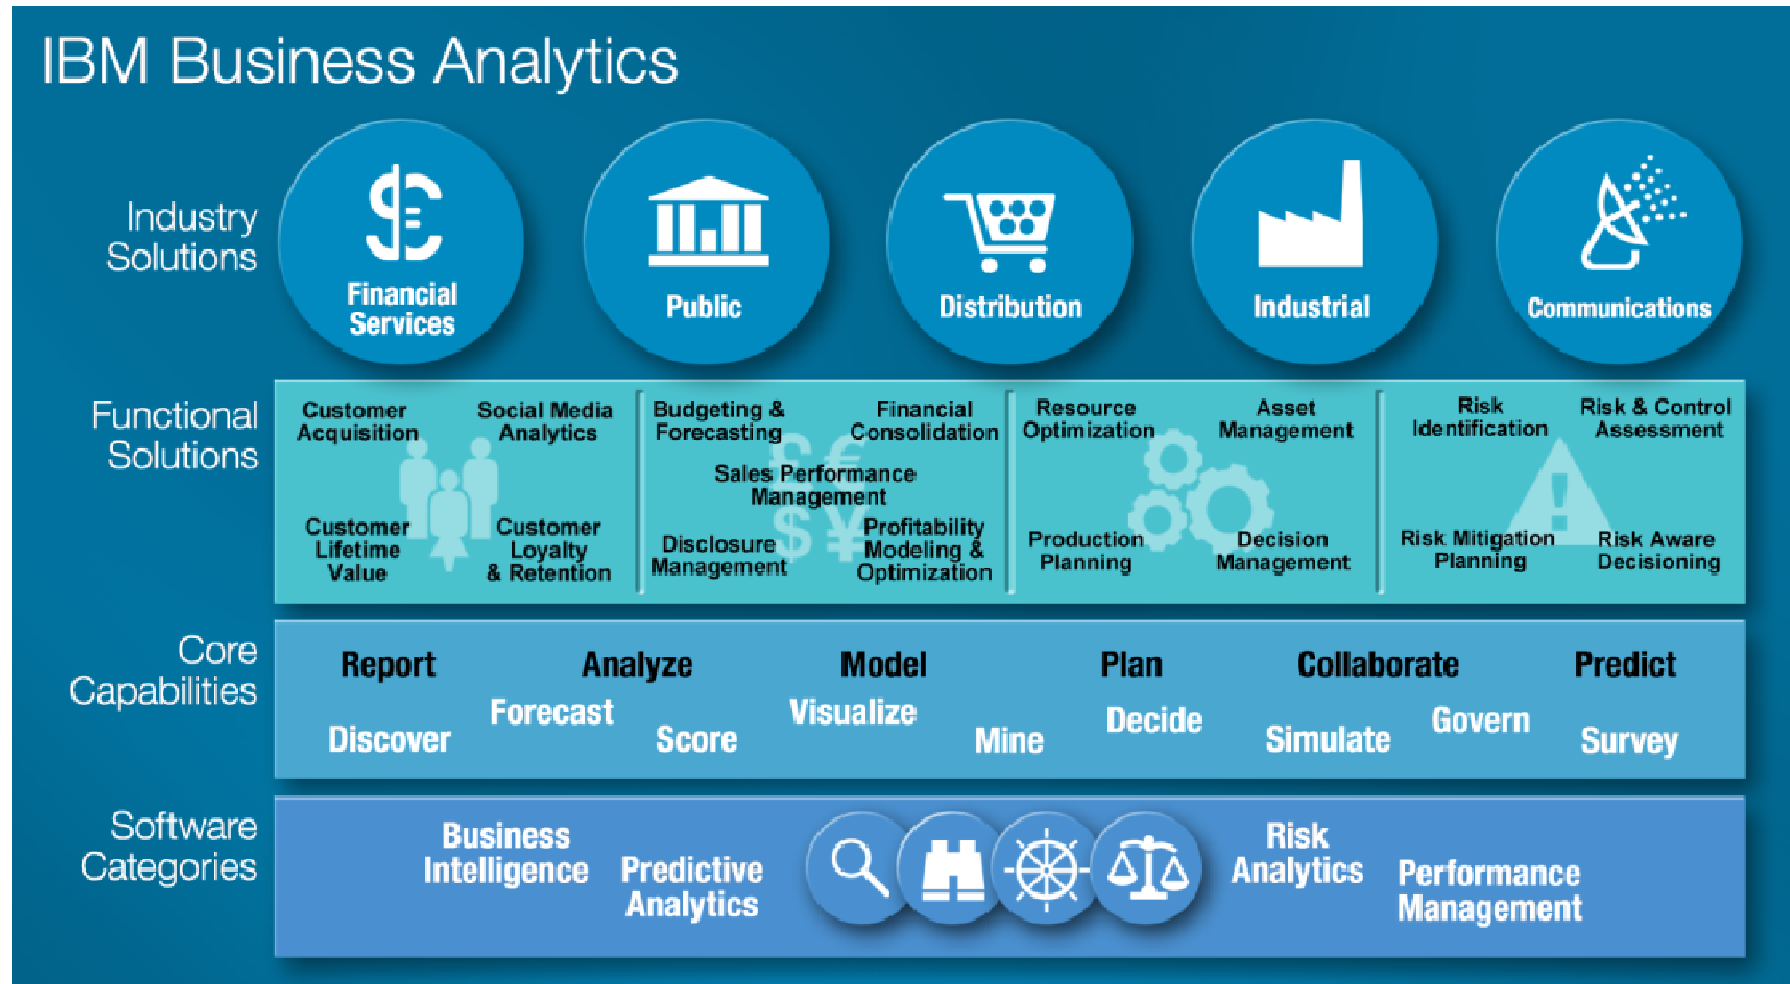 IBM Business Analytics
Industry
Solutions
Financial
Services
Public
Distribution
Industrial
Communications
Functional
Solutions
Customer
Acquisition
Social Media
Analytics
Customer
Lifetime
Value
Customer
Loyalty
& Retention
Budgeting &
Forecasting
Financial
Consolidation
Sales Performance
Management
Disclosure
Management
Profitability
Modeling &
Optimization
Resource
Optimization
Asset
Management
Production
Planning
Decision
Management
Risk
Identification
Risk & Control
Assessment
Risk Mitigation
Planning
Risk Aware
Decisioning
Core
Capabilities
Report
Analyze
Model
Plan
Collaborate
Predict
Discover
Forecast
Score
Visualize
Mine
Decide
Simulate
Govern
Survey
Software
Categories
Business
Intelligence
Predictive
Analytics
Risk
Analytics
Performance
Management